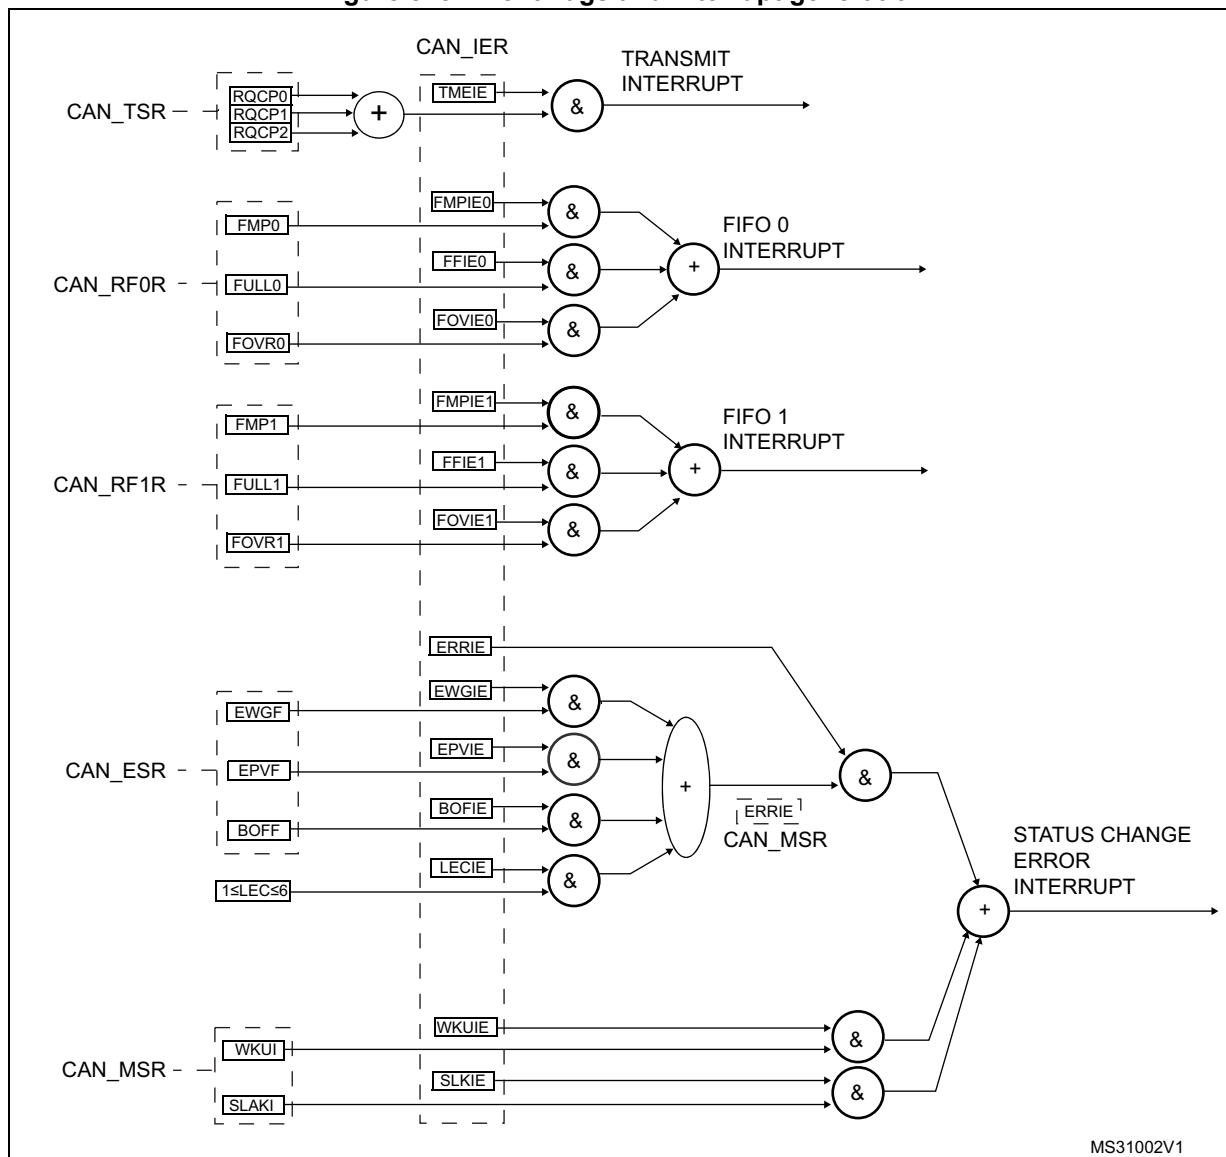 CAN_IER
TRANSMIT
INTERRUPT
CAN_TSR
RQCP0
RQCP1
RQCP2
+
TMEIE
&
CAN_RF0R
FMP0
FULL0
FOVR0
FMPIE0
FFIE0
FOVIE0
&
&
&
+
FIFO 0
INTERRUPT
CAN_RF1R
FMP1
FULL1
FOVR1
FMPIE1
FFIE1
FOVIE1
&
&
&
+
FIFO 1
INTERRUPT
ERRIE
CAN_ESR
EWGF
EPVF
BOFF
1≤LEC≤6
EWGIE
EPVIE
BOFIE
LECIE
&
&
&
&
+
ERRIE
CAN_MSR
&
STATUS CHANGE
ERROR
INTERRUPT
+
CAN_MSR
WKUI
SLAKI
WKUIE
SLKIE
&
&
MS31002V1